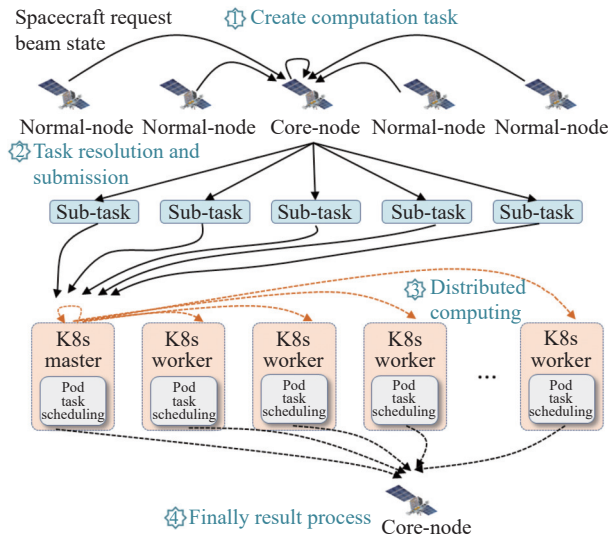 Spacecraft request
beam state
1 Create computation task
Normal-node
Normal-node
Core-node
Normal-node
Normal-node
2 Task resolution and
submission
Sub-task
Sub-task
Sub-task
Sub-task
Sub-task
3 Distributed
computing
K8s
master
Pod
task
scheduling
K8s
worker
Pod
task
scheduling
K8s
worker
Pod
task
scheduling
K8s
worker
Pod
task
scheduling
...
K8s
worker
Pod
task
scheduling
4 Finally result process
Core-node